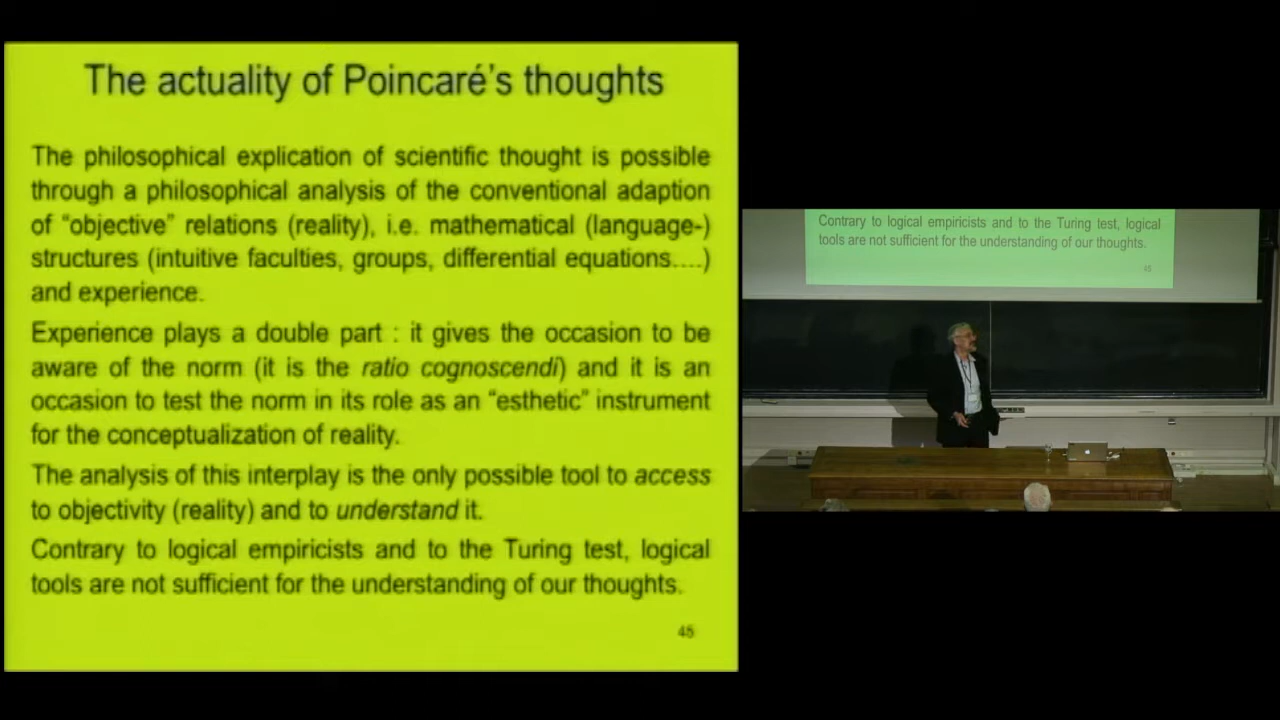 The actuality of Poincaré's thoughts
The philosophical explication of scientific thought is possible
through a philosophical analysis of the conventional adaption
of “objective” relations (reality), i.e. mathematical (language-)
structures (intuitive faculties, groups, differential equations….)
and experience.
Experience plays a double part : it gives the occasion to be
aware of the norm (it is the ratio cognoscendi) and it is an
occasion to test the norm in its role as an “esthetic” instrument
for the conceptualization of reality.
The analysis of this interplay is the only possible tool to access
to objectivity (reality) and to understand it.
Contrary to logical empiricists and to the Turing test, logical
tools are not sufficient for the understanding of our thoughts.
45
Contrary to logical empiricists and to the Turing test, logical
tools are not sufficient for the understanding of our thoughts.
45